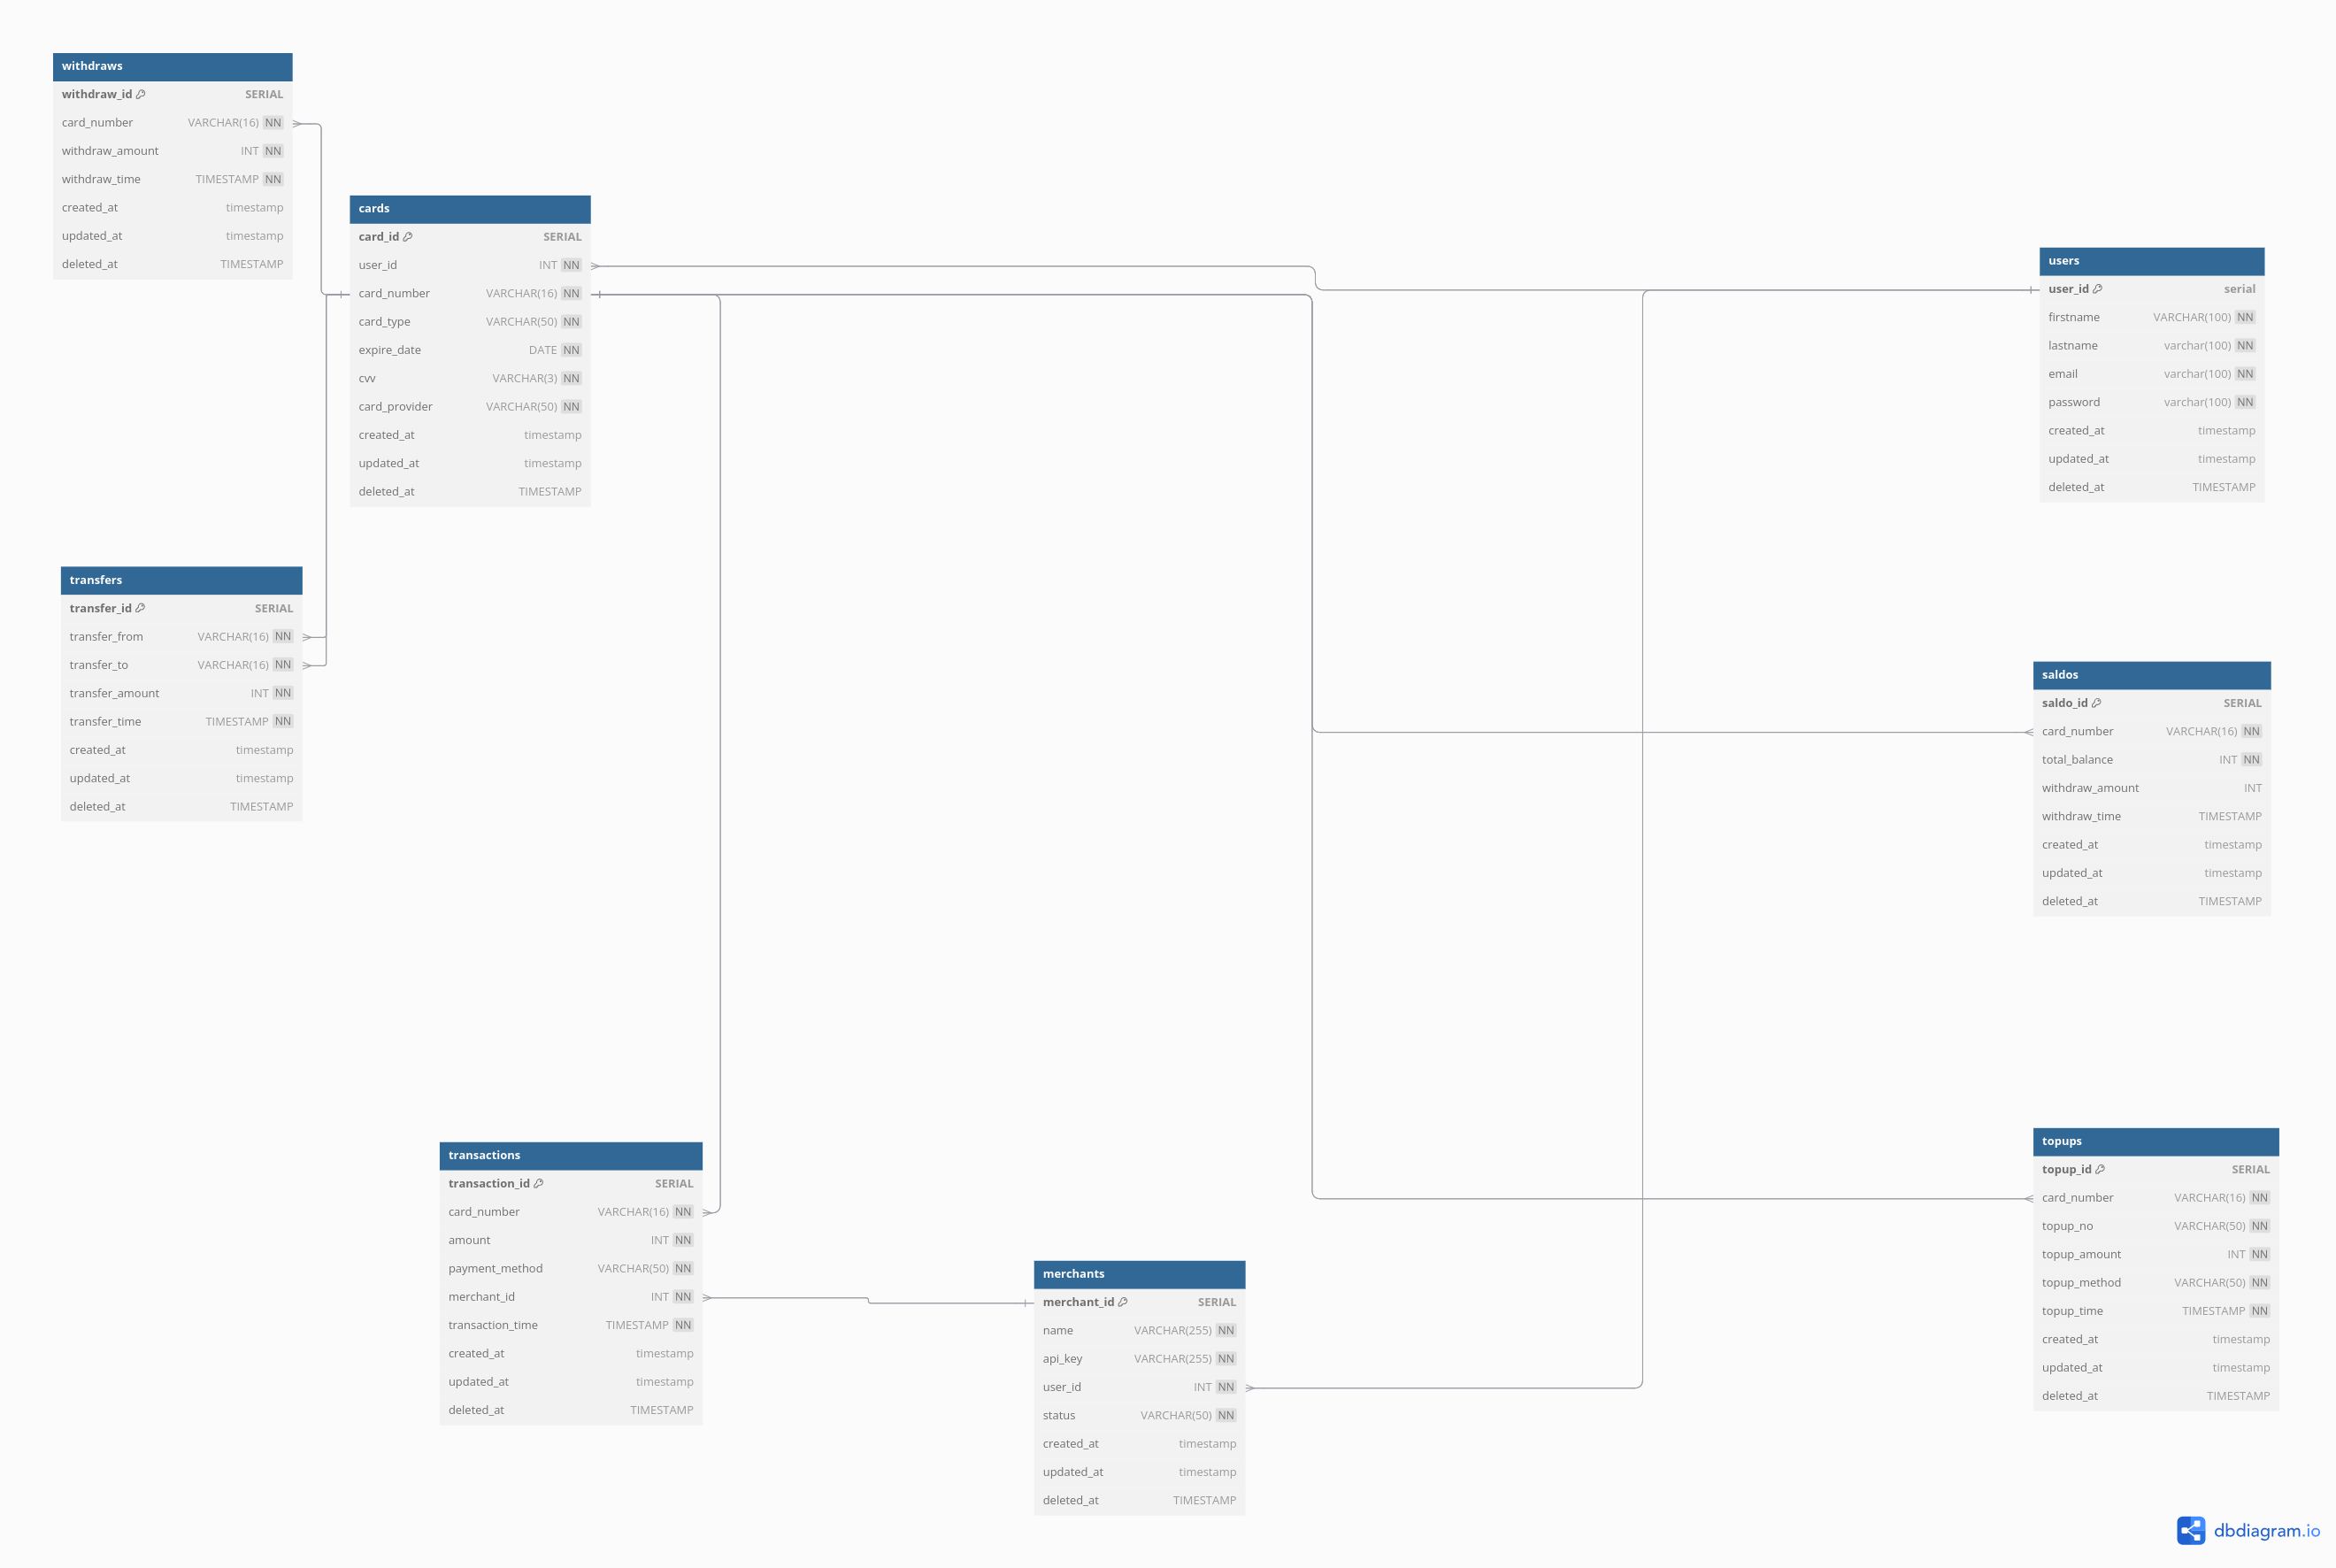 withdraws
withdraw_id SERIAL
card_number VARCHAR(16) NN
withdraw_amount INT NN
withdraw_time TIMESTAMP NN
created_at timestamp
updated_at timestamp
deleted_at TIMESTAMP
cards
card_id SERIAL
user_id INT NN
card_number VARCHAR(16) NN
card_type VARCHAR(50) NN
expire_date DATE NN
cvv VARCHAR(3) NN
card_provider VARCHAR(50) NN
created_at timestamp
updated_at timestamp
deleted_at TIMESTAMP
users
user_id serial
firstname VARCHAR(100) NN
lastname varchar(100) NN
email varchar(100) NN
password varchar(100) NN
created_at timestamp
updated_at timestamp
deleted_at TIMESTAMP
transfers
transfer_id SERIAL
transfer_from VARCHAR(16) NN
transfer_to VARCHAR(16) NN
transfer_amount INT NN
transfer_time TIMESTAMP NN
created_at timestamp
updated_at timestamp
deleted_at TIMESTAMP
saldos
saldo_id SERIAL
card_number VARCHAR(16) NN
total_balance INT NN
withdraw_amount INT
withdraw_time TIMESTAMP
created_at timestamp
updated_at timestamp
deleted_at TIMESTAMP
transactions
transaction_id SERIAL
card_number VARCHAR(16) NN
amount INT NN
payment_method VARCHAR(50) NN
merchant_id INT NN
transaction_time TIMESTAMP NN
created_at timestamp
updated_at timestamp
deleted_at TIMESTAMP
merchants
merchant_id SERIAL
name VARCHAR(255) NN
api_key VARCHAR(255) NN
user_id INT NN
status VARCHAR(50) NN
created_at timestamp
updated_at timestamp
deleted_at TIMESTAMP
topups
topup_id SERIAL
card_number VARCHAR(16) NN
topup_no VARCHAR(50) NN
topup_amount INT NN
topup_method VARCHAR(50) NN
topup_time TIMESTAMP NN
created_at timestamp
updated_at timestamp
deleted_at TIMESTAMP
dbdiagram.io